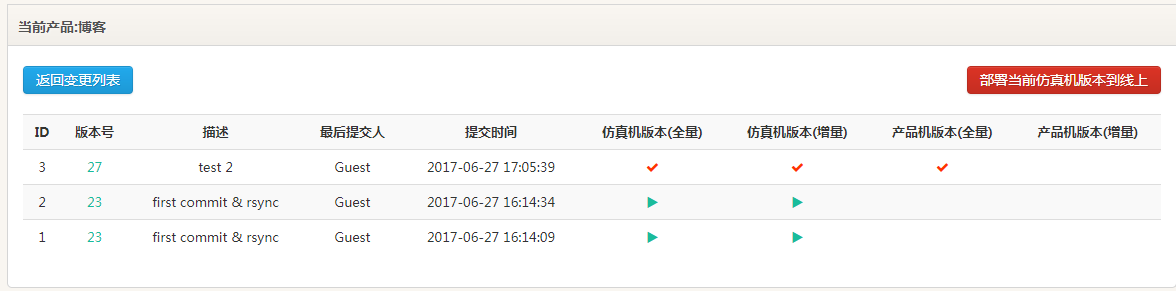 当前产品:博客
返回变更列表 部署当前仿真机版本到线上
ID 版本号 描述 最后提交人 提交时间 仿真机版本(全量) 仿真机版本(增量) 产品机版本(全量) 产品机版本(增量)
3 27 test 2 Guest 2017-06-27 17:05:39
2 23 first commit & rsync Guest 2017-06-27 16:14:34
1 23 first commit & rsync Guest 2017-06-27 16:14:09